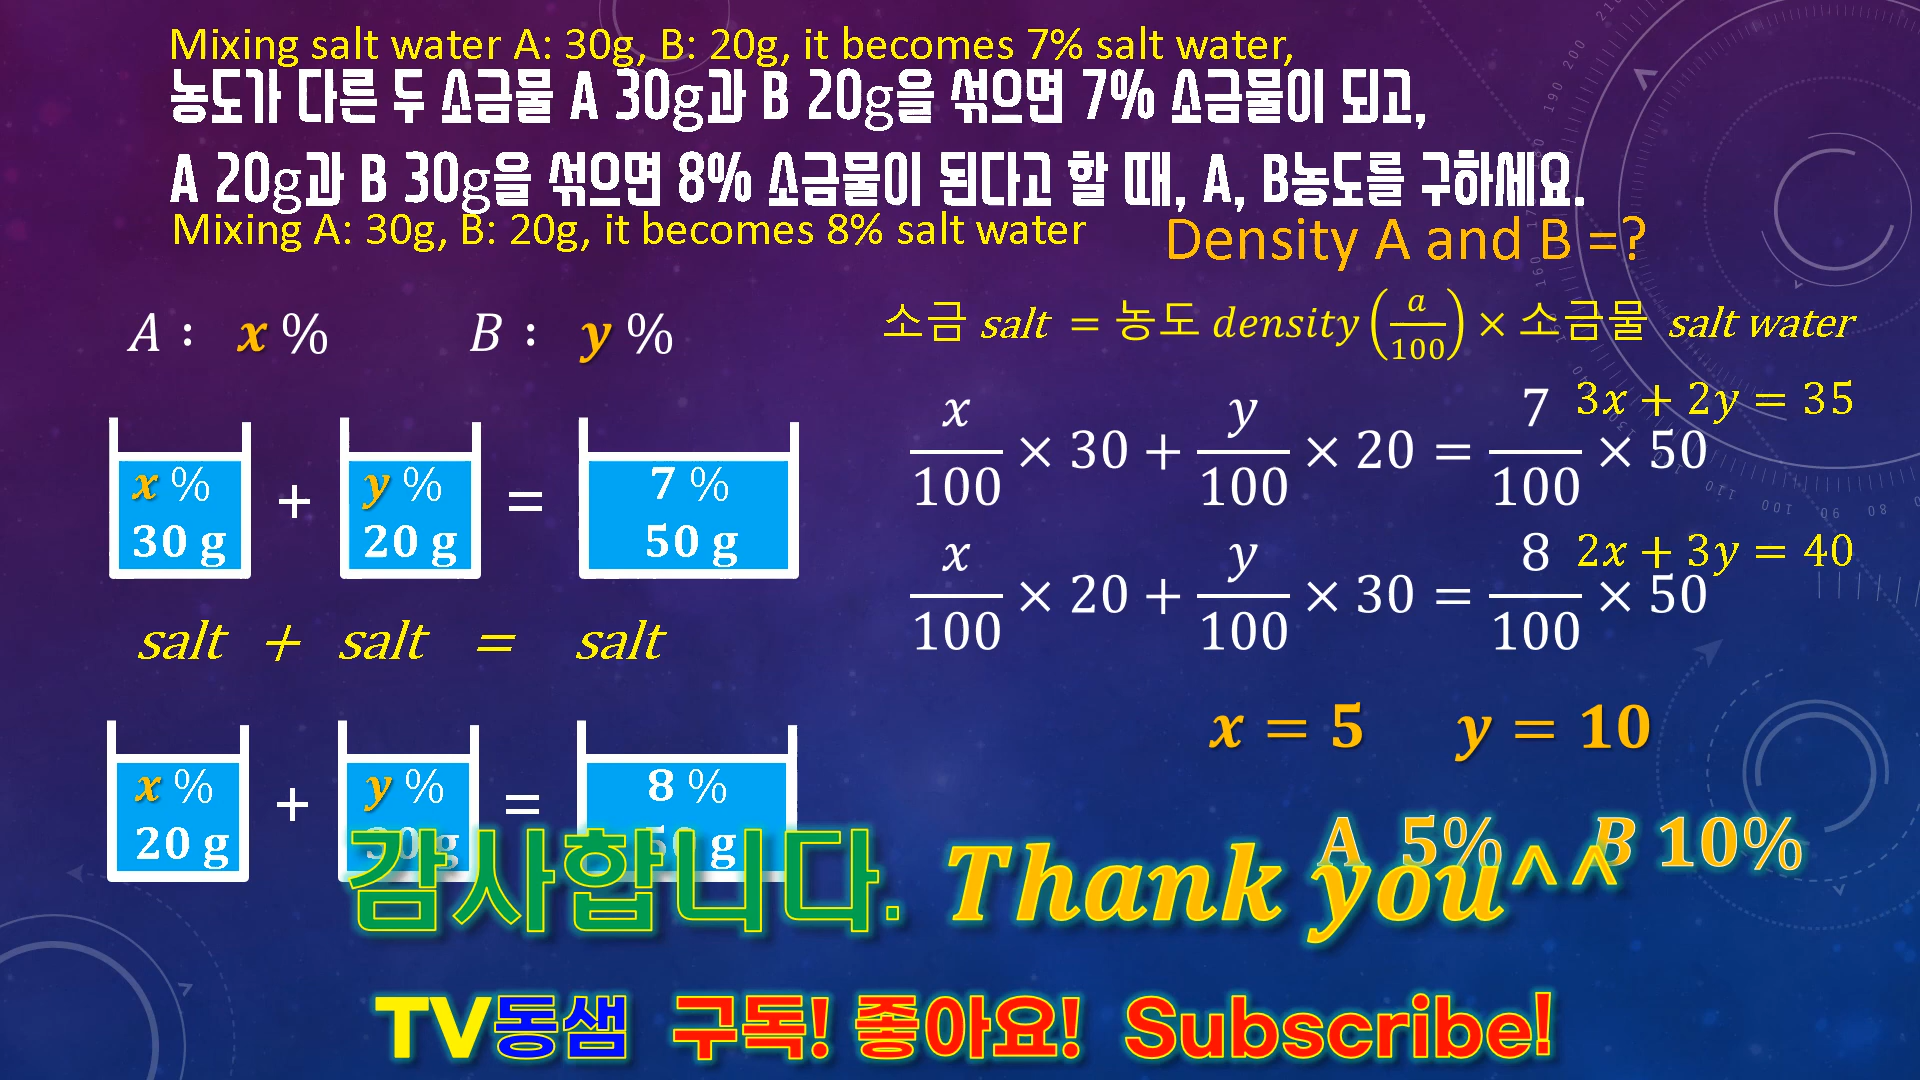 Mixing salt water A: 30g, B: 20g, it becomes 7% salt water,
농도가 다른 두 소금물 A 30g과 B 20g을 섞으면 7% 소금물이 되고,
A 20g과 B 30g을 섞으면 8% 소금물이 된다고 할 때, A, B농도를 구하세요.
Mixing A: 30g, B: 20g, it becomes 8% salt water
Density A and B =?
A : x % B : y %
소금 salt = 농도 density (a/100) × 소금물 salt water
x/100 × 30 + y/100 × 20 = 7/100 × 50
3x + 2y = 35
x % + y % = 7 %
30 g 20 g 50 g
x/100 × 20 + y/100 × 30 = 8/100 × 50
2x + 3y = 40
salt + salt = salt
x = 5 y = 10
x % + y % = 8 %
20 g 30 g 50 g
A 5% B 10%
감사합니다. Thank you^^
TV동샘 구독! 좋아요! Subscribe!